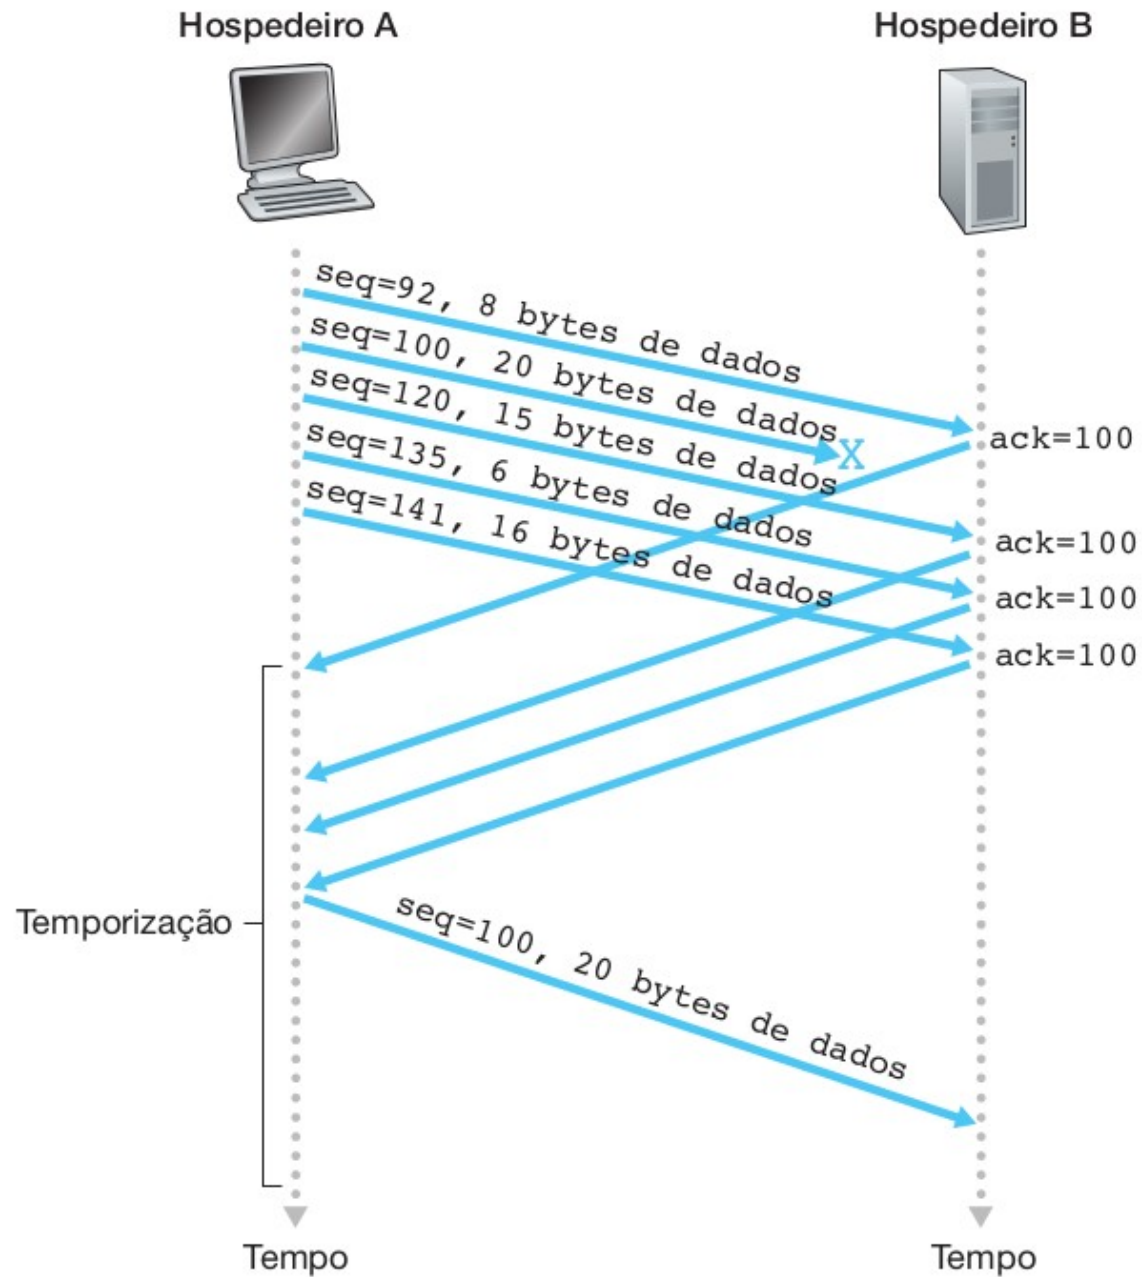 Hospedeiro A
Hospedeiro B
seq=92, 8 bytes de dados
seq=100, 20 bytes de dados
X
seq=120, 15 bytes de dados
seq=135, 6 bytes de dados
seq=141, 16 bytes de dados
ack=100
ack=100
ack=100
ack=100
Temporização
seq=100, 20 bytes de dados
Tempo
Tempo